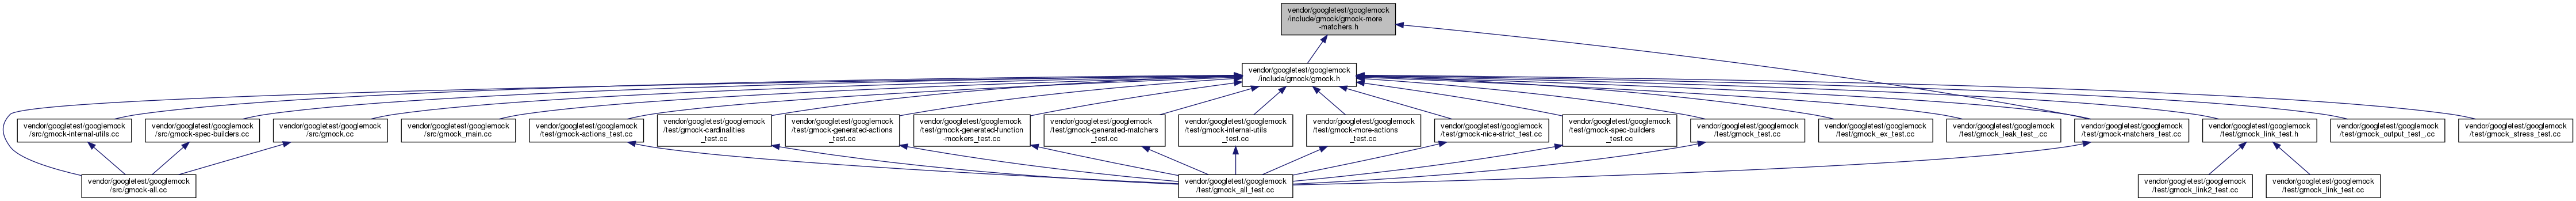 vendor/googletest/googlemock
/include/gmock/gmock-more
-matchers.h
vendor/googletest/googlemock
/include/gmock/gmock.h
vendor/googletest/googlemock
/src/gmock-internal-utils.cc
vendor/googletest/googlemock
/src/gmock-spec-builders.cc
vendor/googletest/googlemock
/src/gmock.cc
vendor/googletest/googlemock
/src/gmock_main.cc
vendor/googletest/googlemock
/test/gmock-actions_test.cc
vendor/googletest/googlemock
/test/gmock-cardinalities
_test.cc
vendor/googletest/googlemock
/test/gmock-generated-actions
_test.cc
vendor/googletest/googlemock
/test/gmock-generated-function
-mockers_test.cc
vendor/googletest/googlemock
/test/gmock-generated-matchers
_test.cc
vendor/googletest/googlemock
/test/gmock-internal-utils
_test.cc
vendor/googletest/googlemock
/test/gmock-more-actions
_test.cc
vendor/googletest/googlemock
/test/gmock-nice-strict_test.cc
vendor/googletest/googlemock
/test/gmock-spec-builders
_test.cc
vendor/googletest/googlemock
/test/gmock_test.cc
vendor/googletest/googlemock
/test/gmock_ex_test.cc
vendor/googletest/googlemock
/test/gmock_leak_test_.cc
vendor/googletest/googlemock
/test/gmock-matchers_test.cc
vendor/googletest/googlemock
/test/gmock_link_test.h
vendor/googletest/googlemock
/test/gmock_output_test_.cc
vendor/googletest/googlemock
/test/gmock_stress_test.cc
vendor/googletest/googlemock
/src/gmock-all.cc
vendor/googletest/googlemock
/test/gmock_all_test.cc
vendor/googletest/googlemock
/test/gmock_link2_test.cc
vendor/googletest/googlemock
/test/gmock_link_test.cc